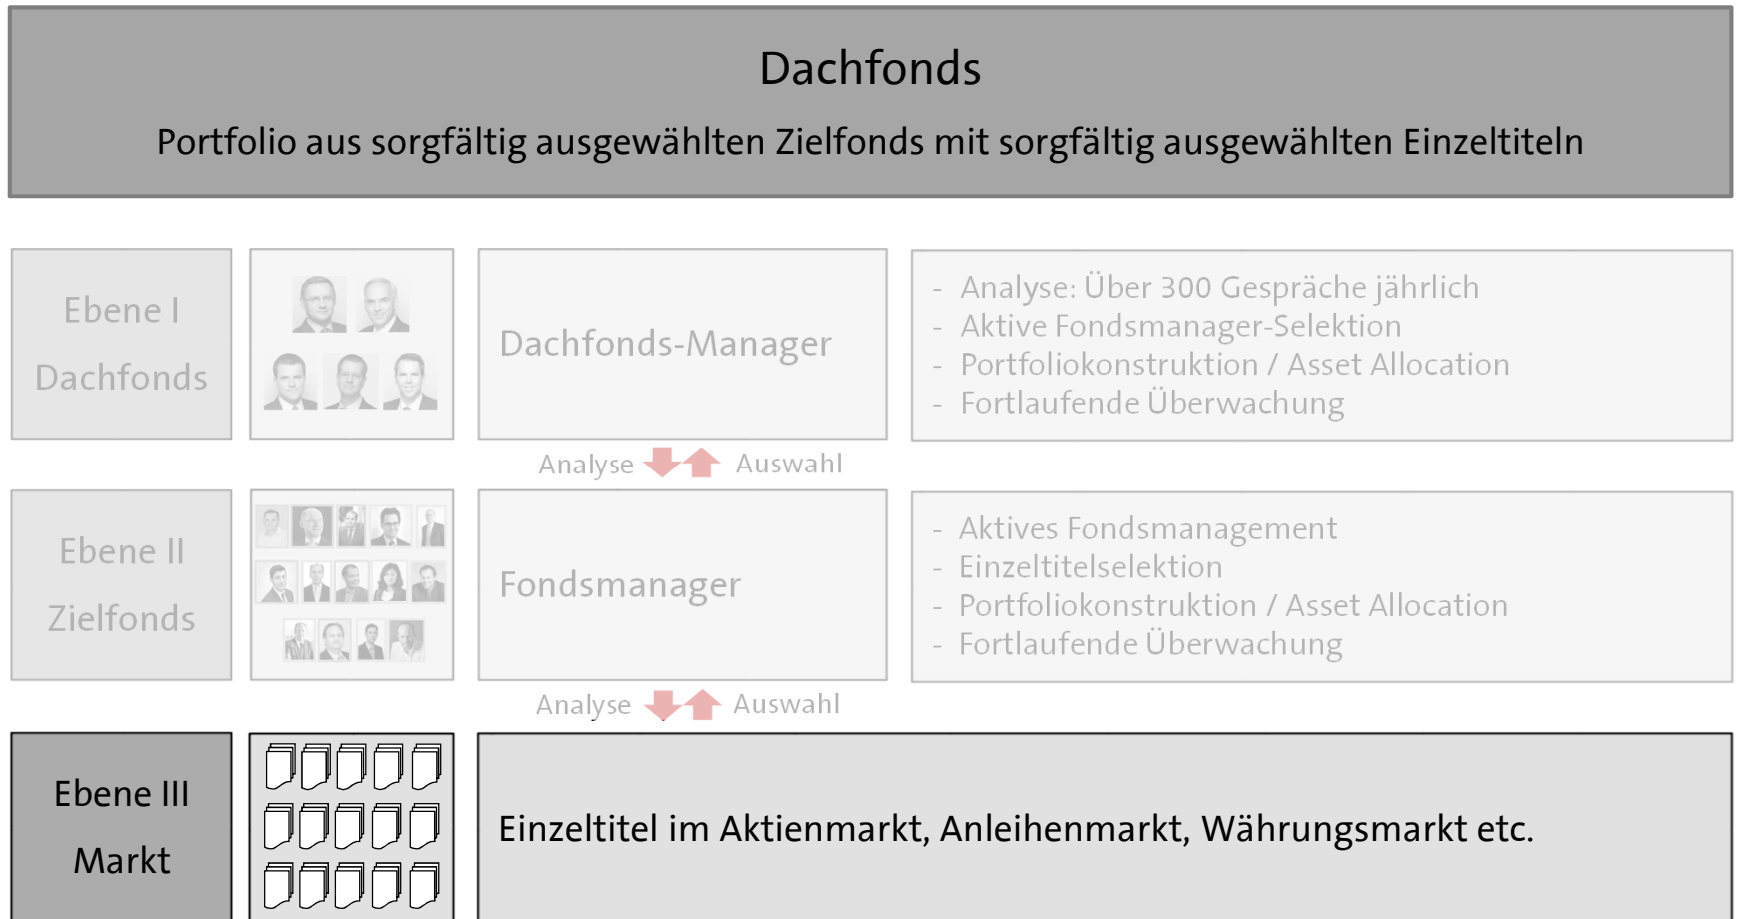 Dachfonds
Portfolio aus sorgfältig ausgewählten Zielfonds mit sorgfältig ausgewählten Einzeltiteln
Ebene I
Dachfonds
Dachfonds-Manager
- Analyse: Über 300 Gespräche jährlich
- Aktive Fondsmanager-Selektion
- Portfoliokonstruktion / Asset Allocation
- Fortlaufende Überwachung
Analyse Auswahl
Ebene II
Zielfonds
Fondsmanager
- Aktives Fondsmanagement
- Einzeltitelselektion
- Portfoliokonstruktion / Asset Allocation
- Fortlaufende Überwachung
Analyse Auswahl
Ebene III
Markt
Einzeltitel im Aktienmarkt, Anleihenmarkt, Währungsmarkt etc.